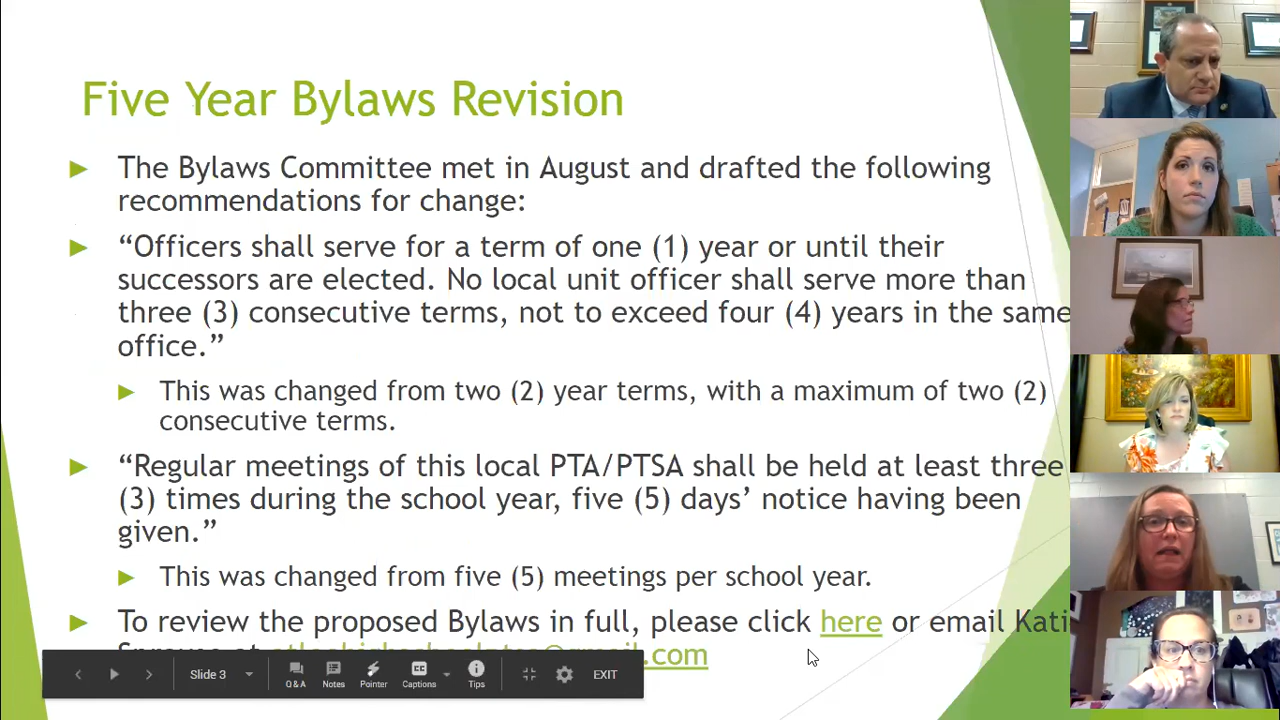 Five Year Bylaws Revision
The Bylaws Committee met in August and drafted the following
recommendations for change:
“Officers shall serve for a term of one (1) year or until their
successors are elected. No local unit officer shall serve more than
three (3) consecutive terms, not to exceed four (4) years in the same
office.”
This was changed from two (2) year terms, with a maximum of two (2)
consecutive terms.
“Regular meetings of this local PTA/PTSA shall be held at least three
(3) times during the school year, five (5) days’ notice having been
given.”
This was changed from five (5) meetings per school year.
To review the proposed Bylaws in full, please click here or email Kati
.com
Slide 3
Q & A
Notes
Pointer
Captions
Tips
EXIT